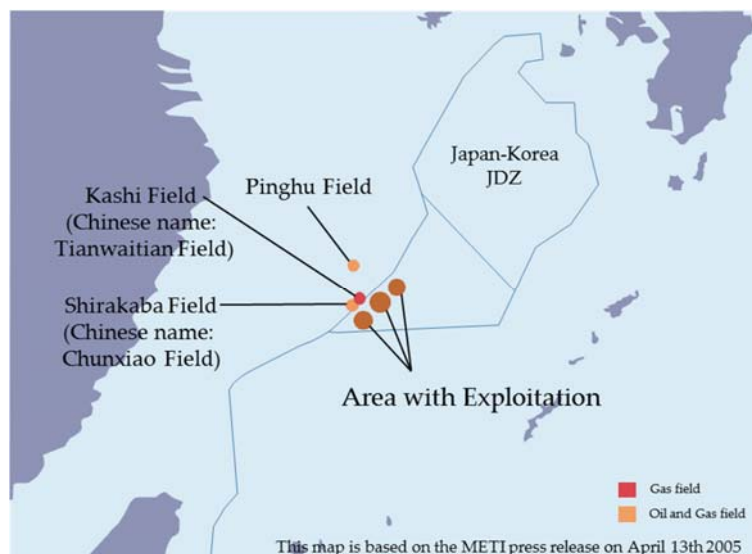 Japan-Korea
JDZ
Pinghu Field
Kashi Field
(Chinese name:
Tianwaitian Field)
Shirakaba Field
(Chinese name:
Chunxiao Field)
Area with Exploitation
Gas field
Oil and Gas field
This map is based on the METI press release on April 13th 2005